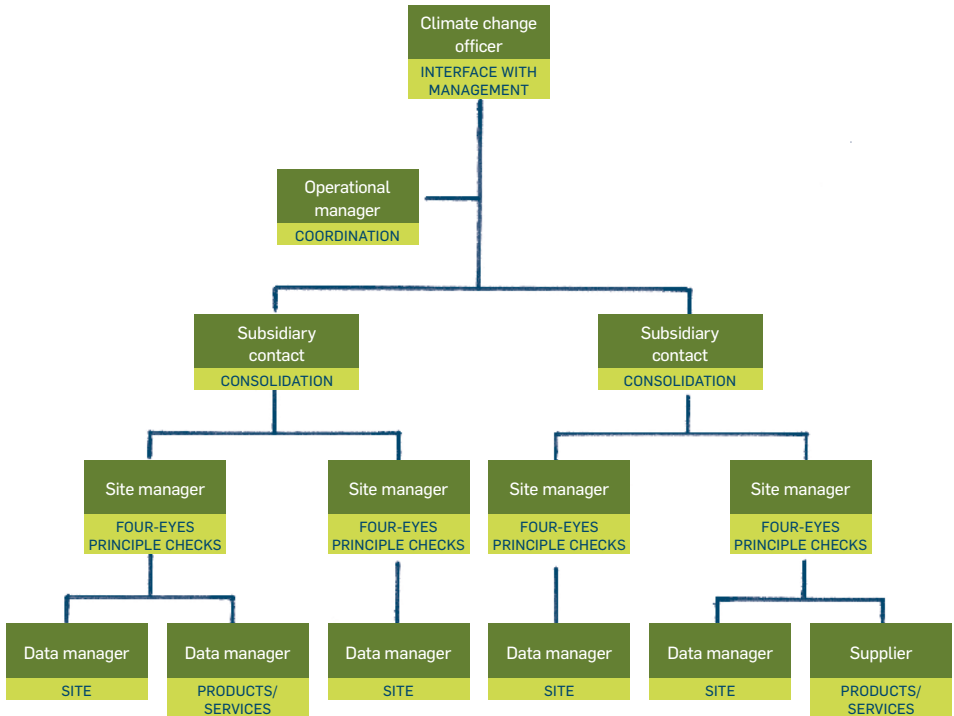 Climate change
officer
INTERFACE WITH
MANAGEMENT
Operational
manager
COORDINATION
Subsidiary
contact
CONSOLIDATION
Subsidiary
contact
CONSOLIDATION
Site manager
FOUR-EYES
PRINCIPLE CHECKS
Site manager
FOUR-EYES
PRINCIPLE CHECKS
Site manager
FOUR-EYES
PRINCIPLE CHECKS
Site manager
FOUR-EYES
PRINCIPLE CHECKS
Data manager
SITE
Data manager
PRODUCTS/
SERVICES
Data manager
SITE
Data manager
SITE
Data manager
SITE
Supplier
PRODUCTS/
SERVICES